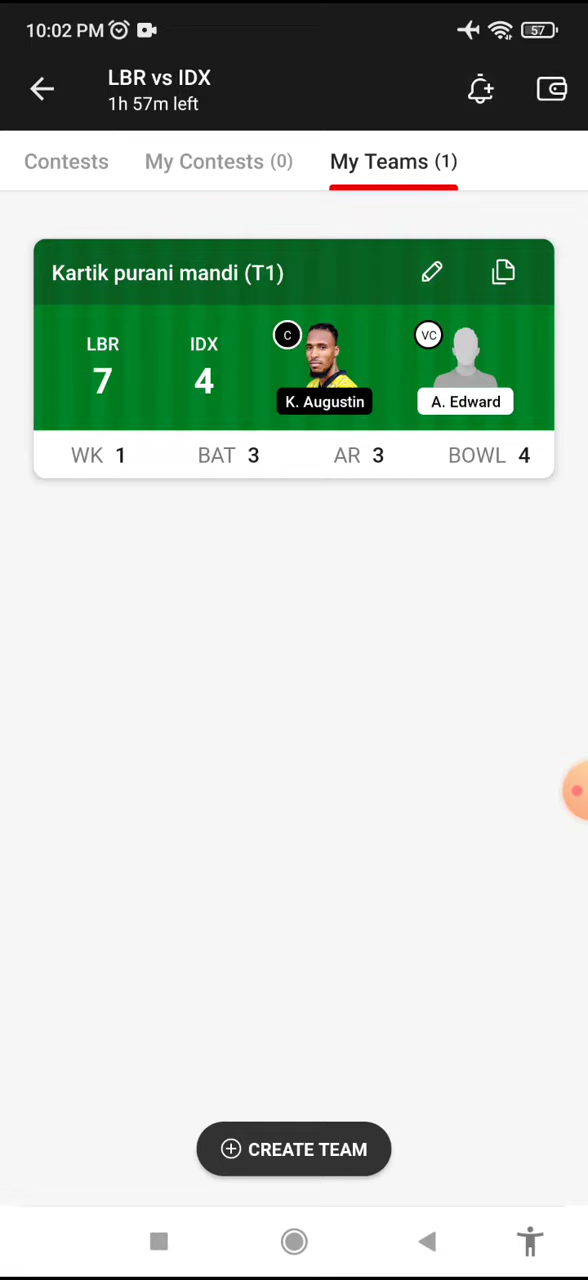 10:02 PM
57
LBR vs IDX
1h 57m left
Contests My Contests (0) My Teams (1)
Kartik purani mandi (T1)
LBR IDX C VC
7 4
K. Augustin A. Edward
WK 1 BAT 3 AR 3 BOWL 4
CREATE TEAM